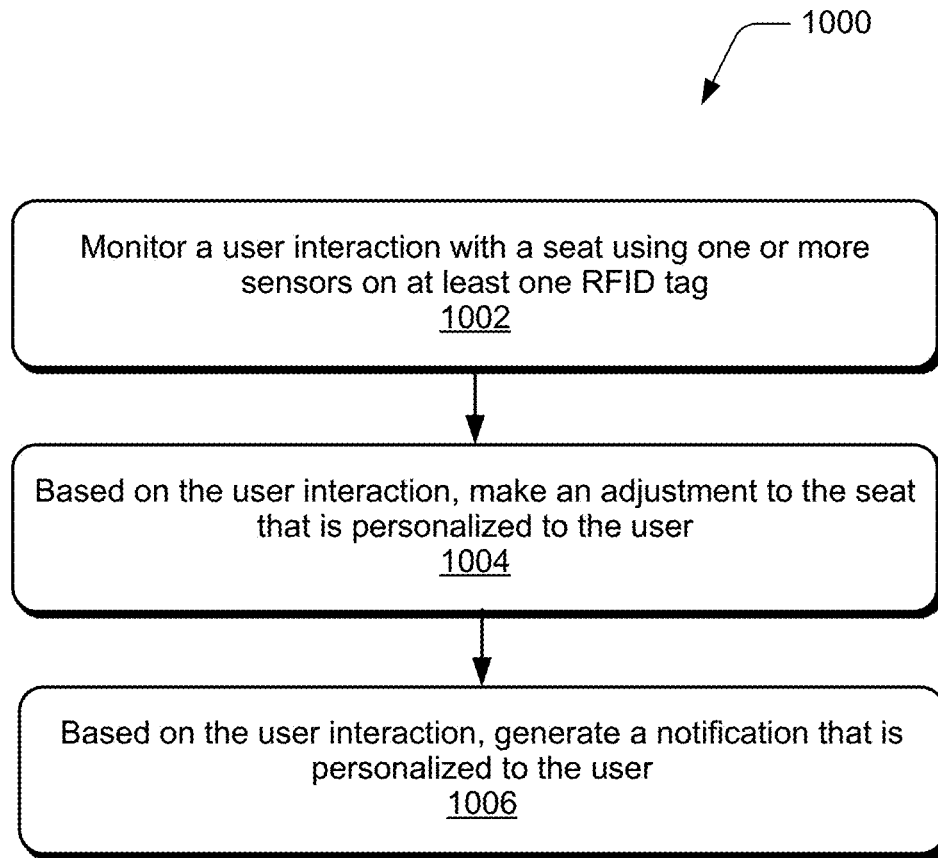 1000
Monitor a user interaction with a seat using one or more
sensors on at least one RFID tag
1002
Based on the user interaction, make an adjustment to the seat
that is personalized to the user
1004
Based on the user interaction, generate a notification that is
personalized to the user
1006